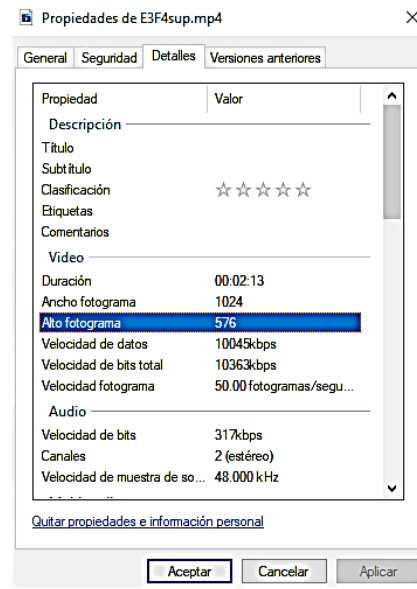 Propiedades de E3F4sup.mp4
General Seguridad Detalles Versiones anteriores
Propiedad Valor
Descripción
Título
Subtítulo
Clasificación
Etiquetas
Comentarios
Video
Duración 00:02:13
Ancho fotograma 1024
Alto fotograma 576
Velocidad de datos 10045kbps
Velocidad de bits total 10363kbps
Velocidad fotograma 50.00 fotogramas/segu...
Audio
Velocidad de bits 317kbps
Canales 2 (estéreo)
Velocidad de muestra de so... 48.000 kHz
Quitar propiedades e información personal
Aceptar Cancelar Aplicar